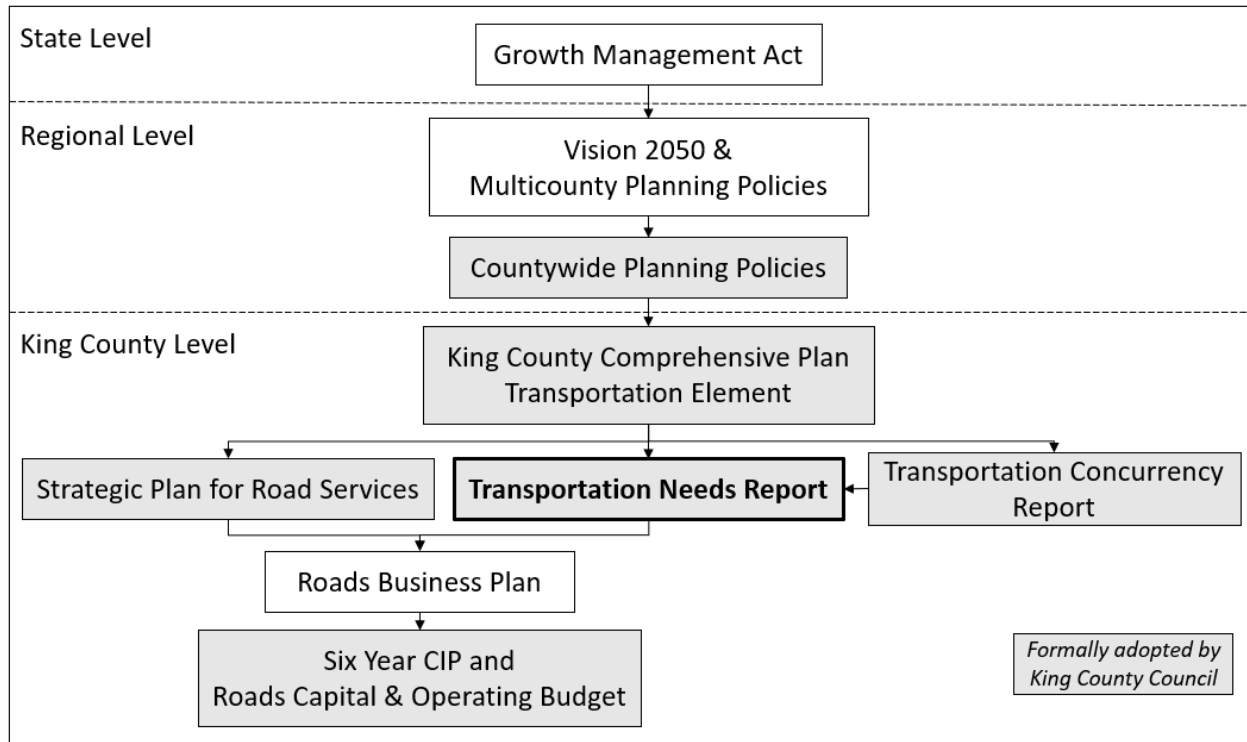 State Level
Growth Management Act
Regional Level
Vision 2050 &
Multicounty Planning Policies
Countywide Planning Policies
King County Level
King County Comprehensive Plan
Transportation Element
Strategic Plan for Road Services
Transportation Needs Report
Transportation Concurrency
Report
Roads Business Plan
Six Year CIP and
Roads Capital & Operating Budget
Formally adopted by
King County Council